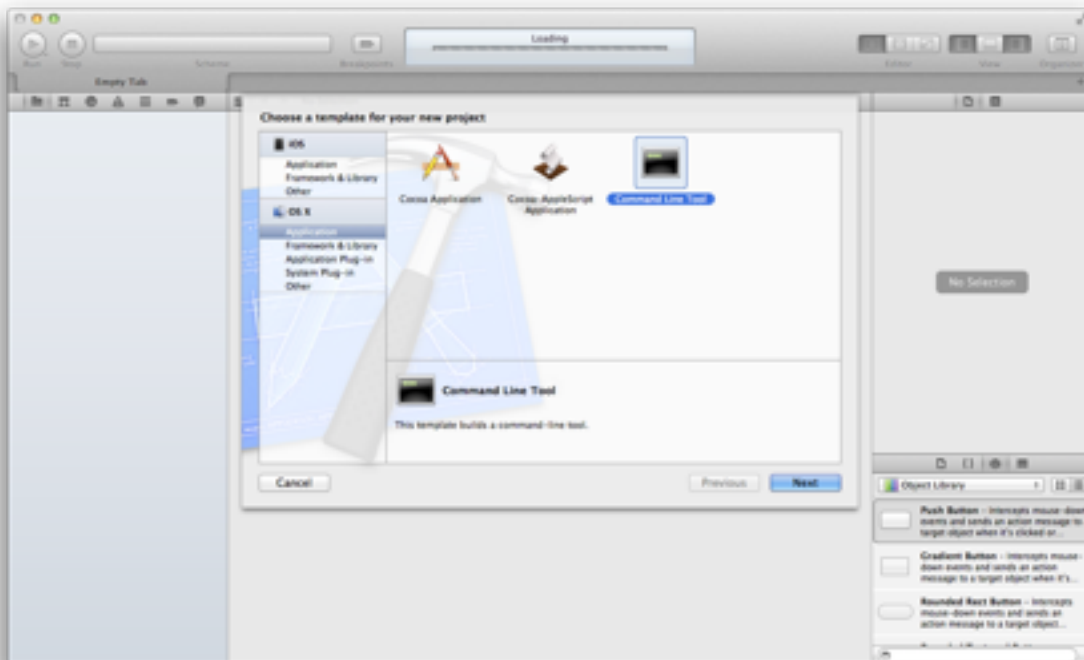 Loading
Run
Stop
Scheme
Breakpoints
Editor
View
Organizer
Empty Tab
Choose a template for your new project
iOS
Application
Framework & Library
Other
OS X
Application
Framework & Library
Application Plug-in
System Plug-in
Other
Cocoa Application
Cocoa-AppleScript
Application
Command Line Tool
Command Line Tool
This template builds a command-line tool.
Cancel
Previous
Next
No Selection
Object Library
Push Button - Intercepts mouse-down
events and sends an action message to
target object when it's clicked or...
Gradient Button - Intercepts mouse-
down events and sends an action
message to a target object when it's...
Rounded Rect Button - Intercepts
mouse-down events and sends an
action message to a target object...